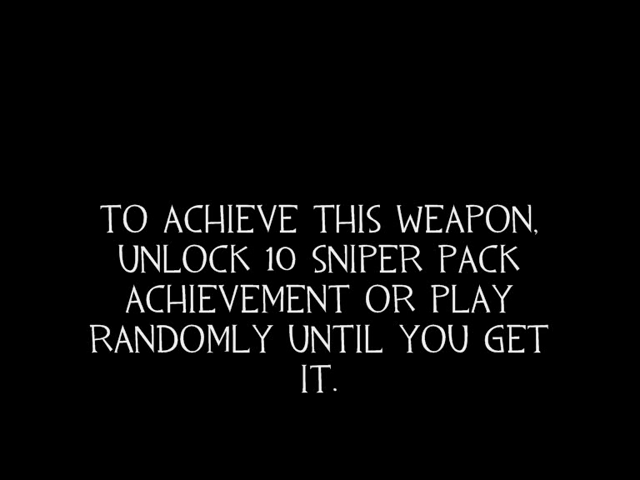 TO ACHIEVE THIS WEAPON,
UNLOCK 10 SNIPER PACK
ACHIEVEMENT OR PLAY
RANDOMLY UNTIL YOU GET
IT.